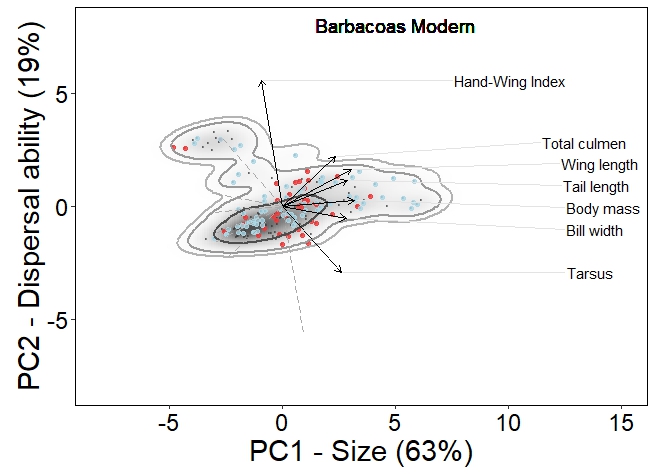 Barbacoas Modern
Hand-Wing Index
Total culmen
Wing length
Tail length
Body mass
Bill width
Tarsus
PC2 - Dispersal ability (19%)
5
0
-5
-5 0 5 10 15
PC1 - Size (63%)